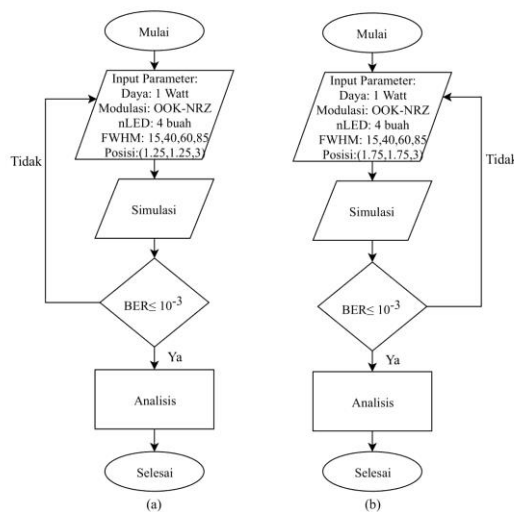 Mulai
Input Parameter:
Daya: 1 Watt
Modulasi: OOK-NRZ
nLED: 4 buah
FWHM: 15,40,60,85
Posisi:(1.25,1.25,3)
Tidak
Simulasi
BER≤ 10⁻³
Ya
Analisis
Selesai
(a)
Mulai
Input Parameter:
Daya: 1 Watt
Modulasi: OOK-NRZ
nLED: 4 buah
FWHM: 15,40,60,85
Posisi:(1.75,1.75,3)
Tidak
Simulasi
BER≤ 10⁻³
Ya
Analisis
Selesai
(b)